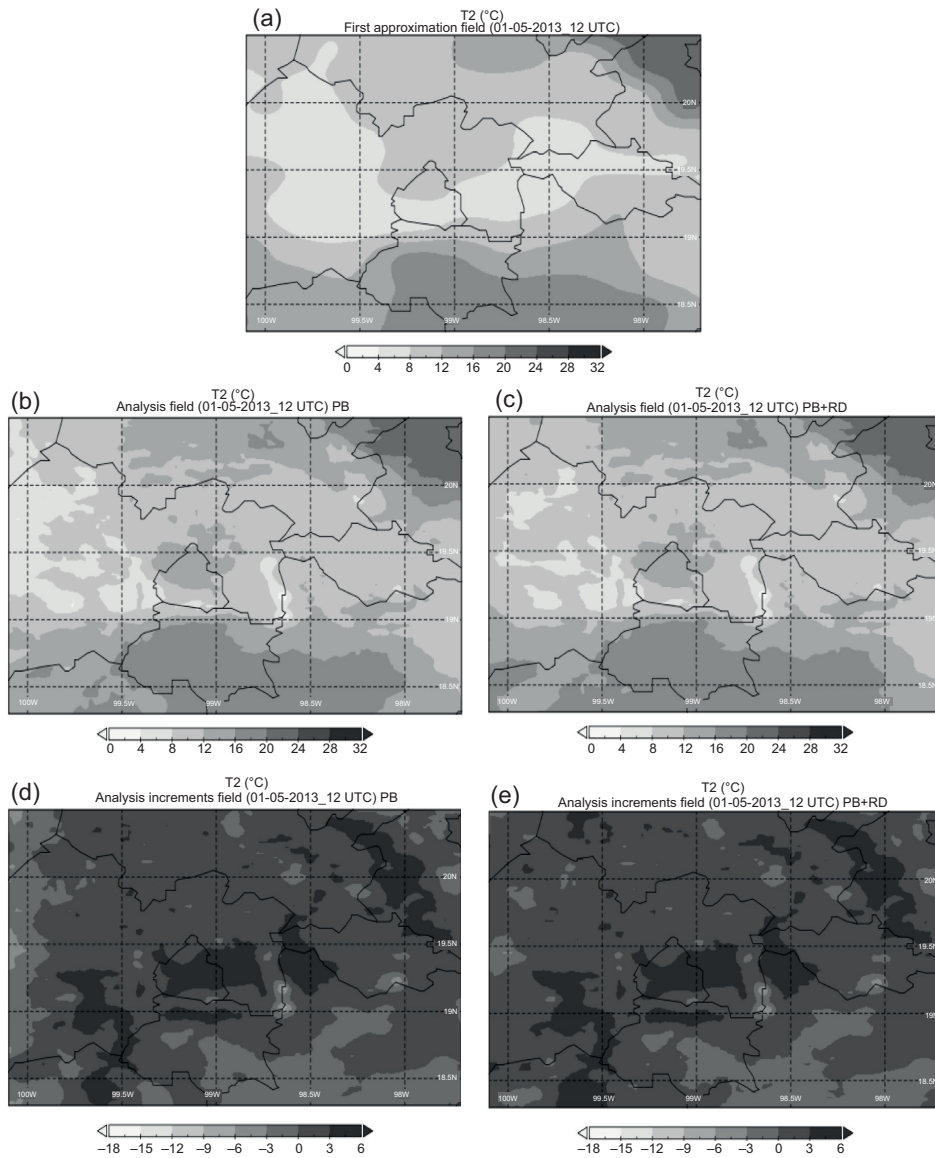 (a)
T2 (°C)
First approximation field (01-05-2013_12 UTC)
20N
19.5N
19N
18.5N
100W 99.5W 99W 98.5W 98W
0 4 8 12 16 20 24 28 32
(b)
T2 (°C)
Analysis field (01-05-2013_12 UTC) PB
20N
19.5N
19N
18.5N
100W 99.5W 99W 98.5W 98W
0 4 8 12 16 20 24 28 32
(c)
T2 (°C)
Analysis field (01-05-2013_12 UTC) PB+RD
20N
19.5N
19N
18.5N
100W 99.5W 99W 98.5W 98W
0 4 8 12 16 20 24 28 32
(d)
T2 (°C)
Analysis increments field (01-05-2013_12 UTC) PB
20N
19.5N
19N
18.5N
100W 99.5W 99W 98.5W 98W
–18 –15 –12 –9 –6 –3 0 3 6
(e)
T2 (°C)
Analysis increments field (01-05-2013_12 UTC) PB+RD
20N
19.5N
19N
18.5N
100W 99.5W 99W 98.5W 98W
–18 –15 –12 –9 –6 –3 0 3 6